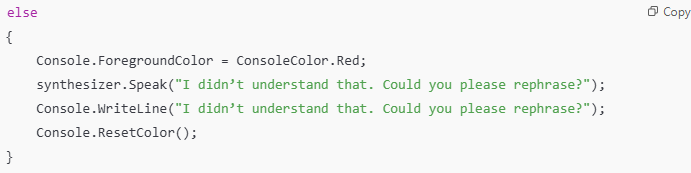 else
Copy
{
    Console.ForegroundColor = ConsoleColor.Red;
    synthesizer.Speak("I didn’t understand that. Could you please rephrase?");
    Console.WriteLine("I didn’t understand that. Could you please rephrase?");
    Console.ResetColor();
}